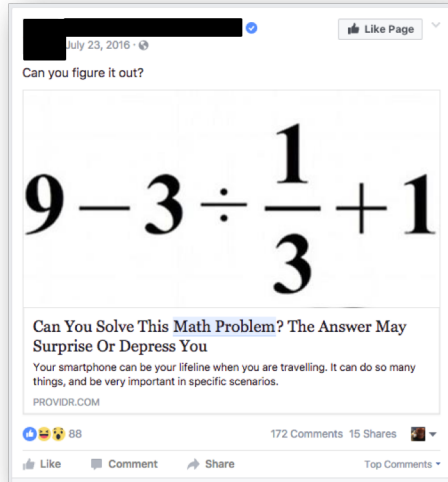 July 23, 2016 ·
Like Page
Can you figure it out?
9 − 3 ÷ 1/3 + 1
Can You Solve This Math Problem? The Answer May
Surprise Or Depress You
Your smartphone can be your lifeline when you are travelling. It can do so many
things, and be very important in specific scenarios.
PROVIDR.COM
88
172 Comments 15 Shares
Like Comment Share
Top Comments